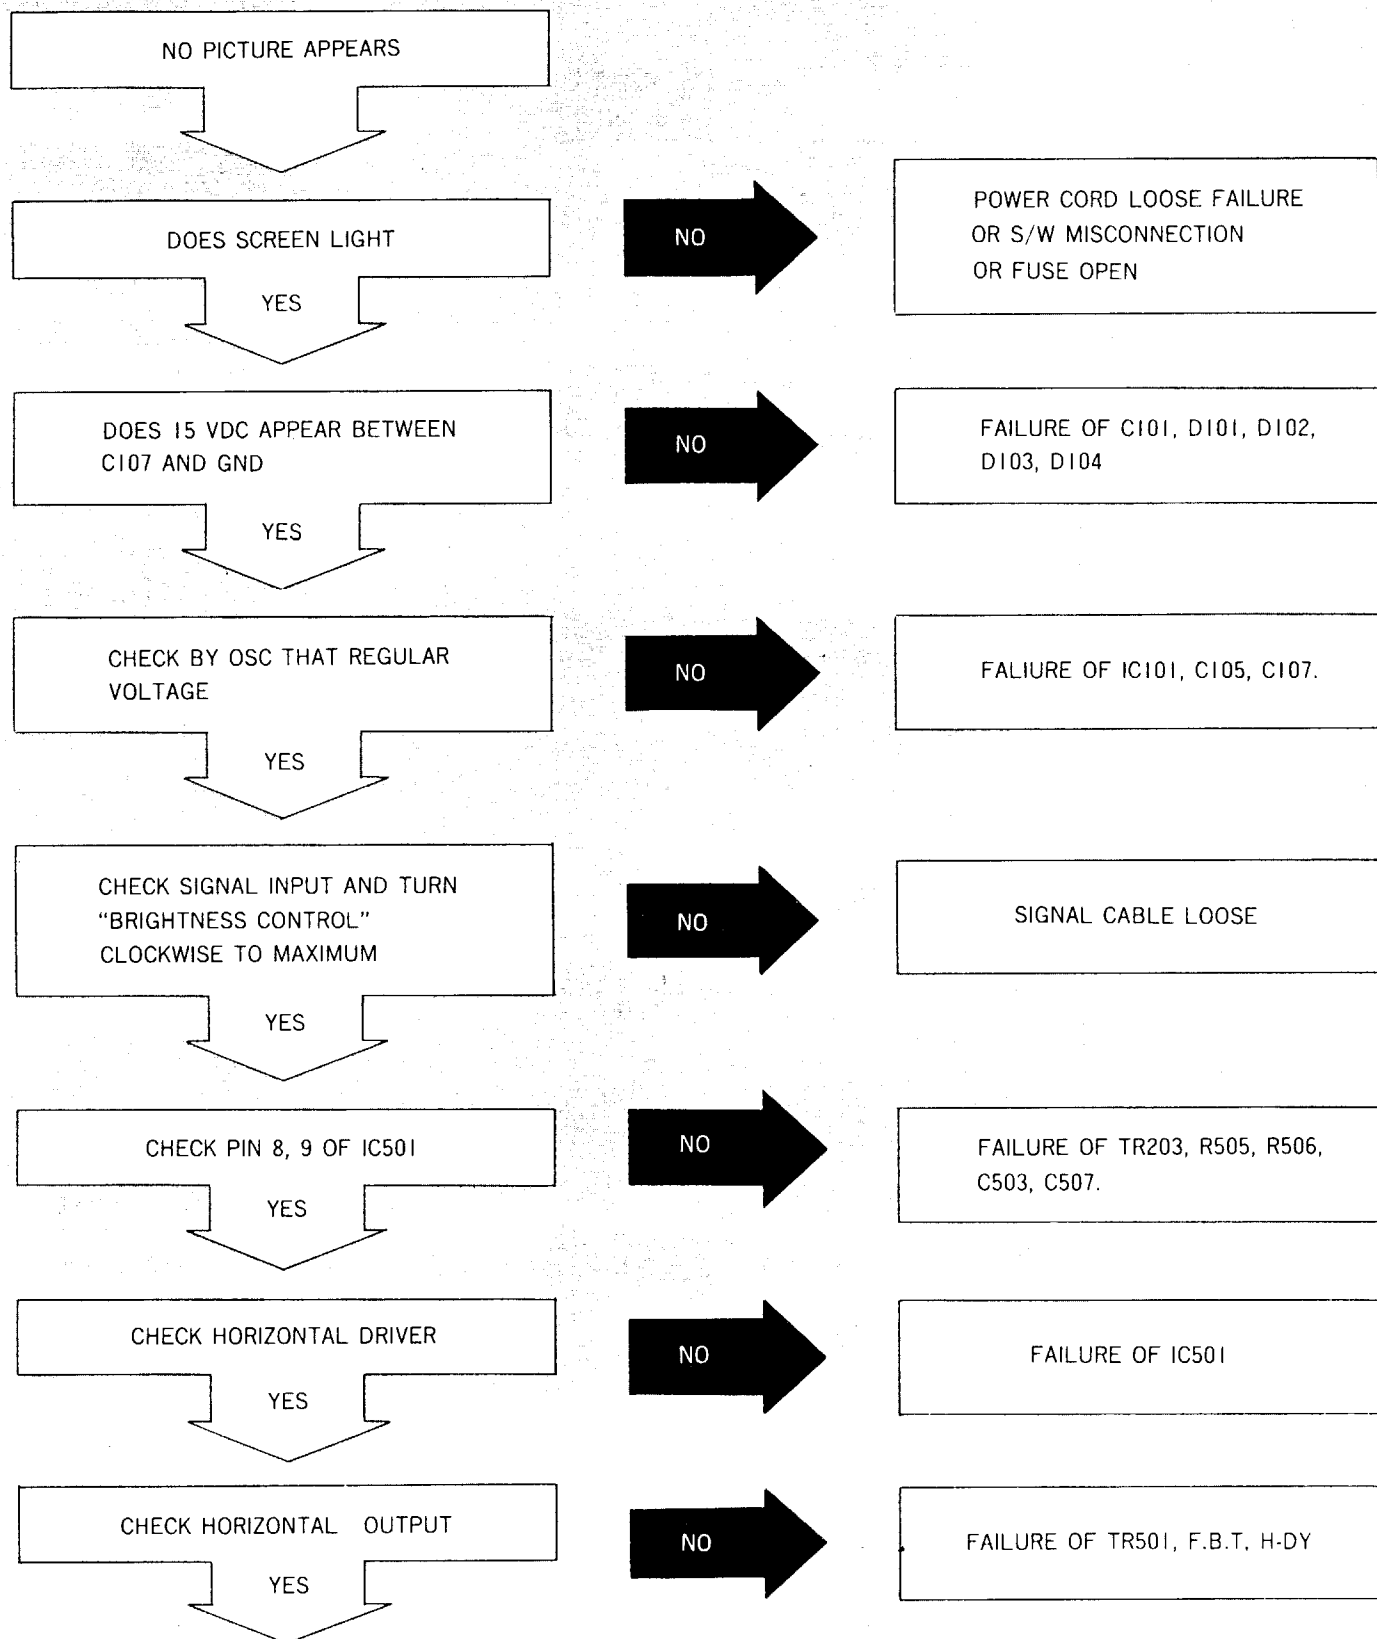 NO PICTURE APPEARS
DOES SCREEN LIGHT
NO
POWER CORD LOOSE FAILURE
OR S/W MISCONNECTION
OR FUSE OPEN
YES
DOES 15 VDC APPEAR BETWEEN
C107 AND GND
NO
FAILURE OF C101, D101, D102,
D103, D104
YES
CHECK BY OSC THAT REGULAR
VOLTAGE
NO
FALIURE OF IC101, C105, C107.
YES
CHECK SIGNAL INPUT AND TURN
“BRIGHTNESS CONTROL”
CLOCKWISE TO MAXIMUM
NO
SIGNAL CABLE LOOSE
YES
CHECK PIN 8, 9 OF IC501
NO
FAILURE OF TR203, R505, R506,
C503, C507.
YES
CHECK HORIZONTAL DRIVER
NO
FAILURE OF IC501
YES
CHECK HORIZONTAL OUTPUT
NO
FAILURE OF TR501, F.B.T, H-DY
YES